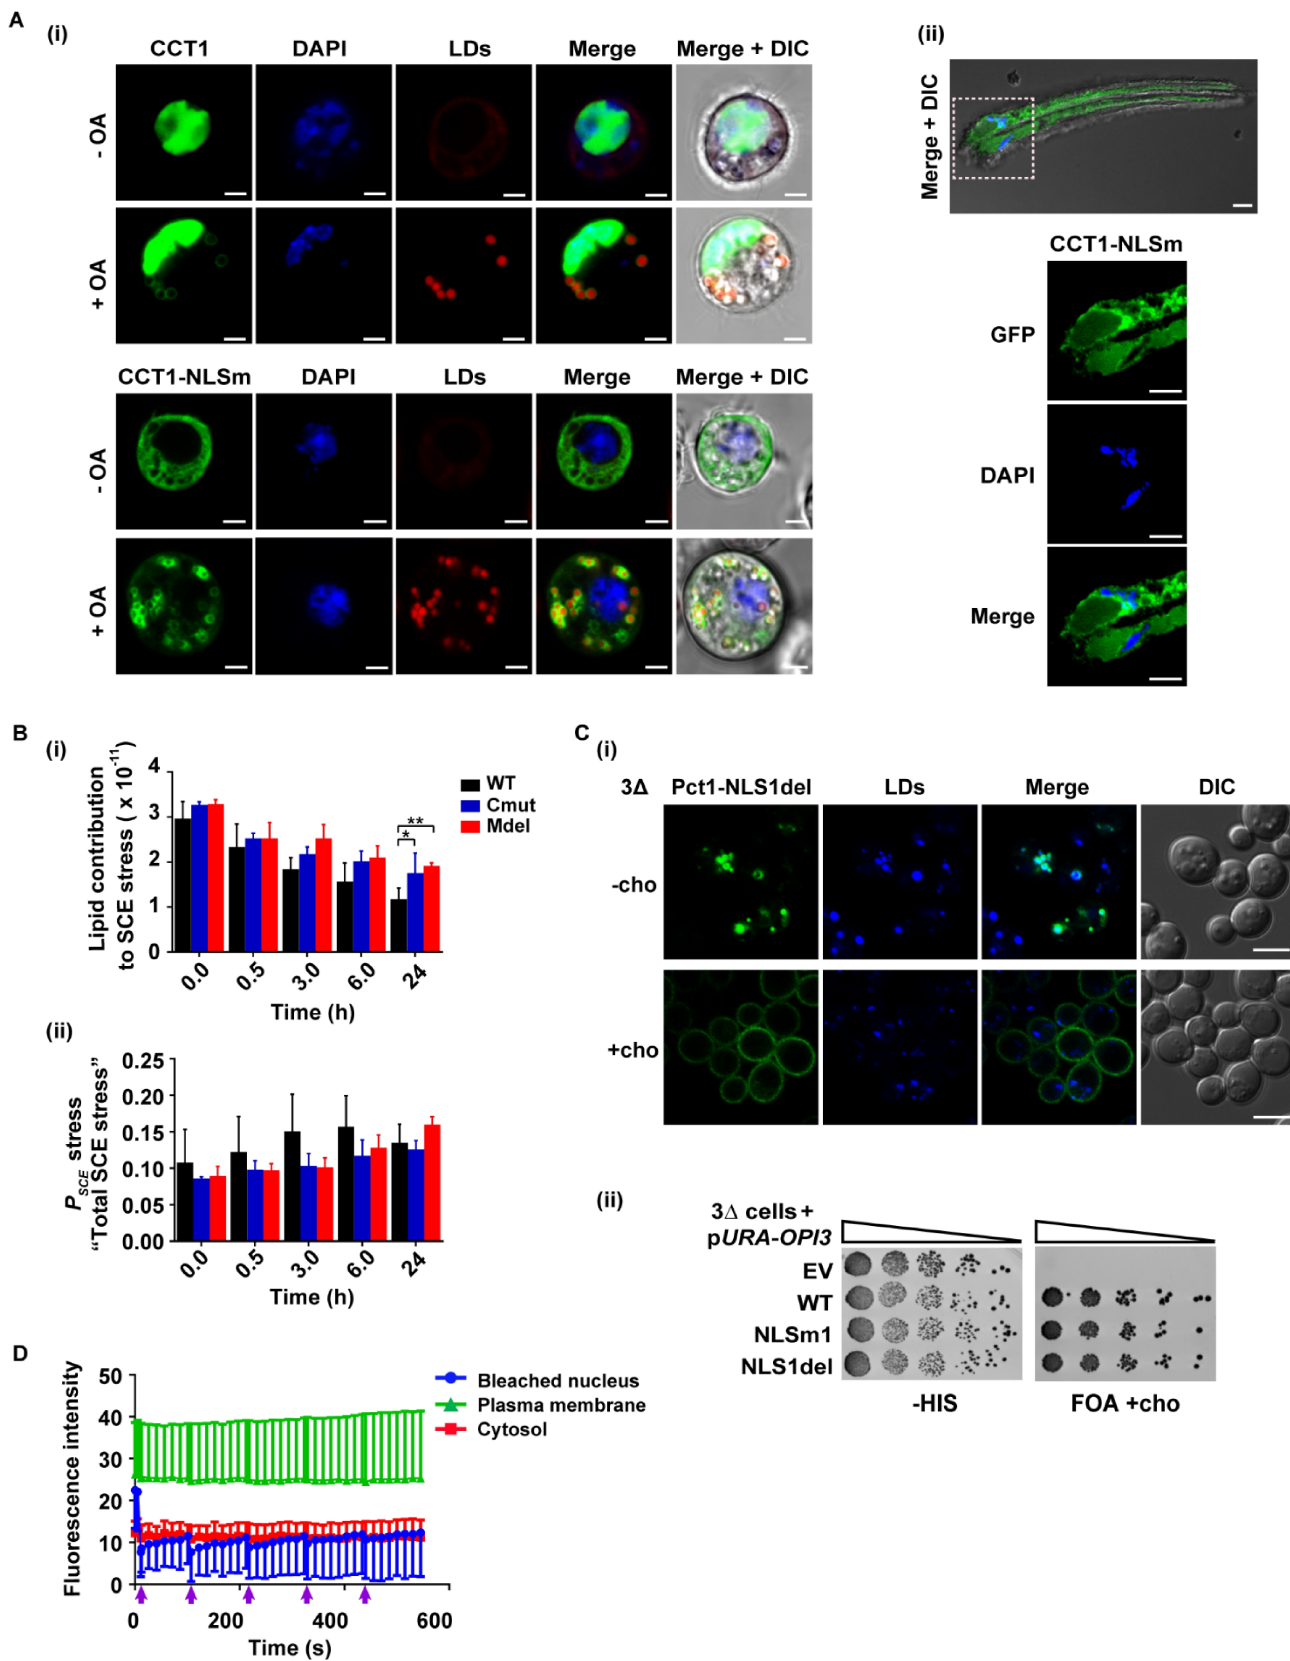 A
(i)
CCT1 DAPI LDs Merge Merge + DIC
- OA
+ OA
CCT1-NLSm DAPI LDs Merge Merge + DIC
- OA
+ OA
(ii)
Merge + DIC
CCT1-NLSm
GFP
DAPI
Merge
B
(i)
Lipid contribution
to SCE stress ( x 10-11)
4
3
2
1
0
**
*
WT
Cmut
Mdel
0.0 0.5 3.0 6.0 24
Time (h)
(ii)
PSCE stress
“Total SCE stress”
0.25
0.20
0.15
0.10
0.05
0.00
0.0 0.5 3.0 6.0 24
Time (h)
C
(i)
3Δ Pct1-NLS1del LDs Merge DIC
-cho
+cho
(ii)
3Δ cells +
pURA-OPI3
EV
WT
NLSm1
NLS1del
-HIS FOA +cho
D
Fluorescence intensity
50
40
30
20
10
0
Bleached nucleus
Plasma membrane
Cytosol
0 200 400 600
Time (s)